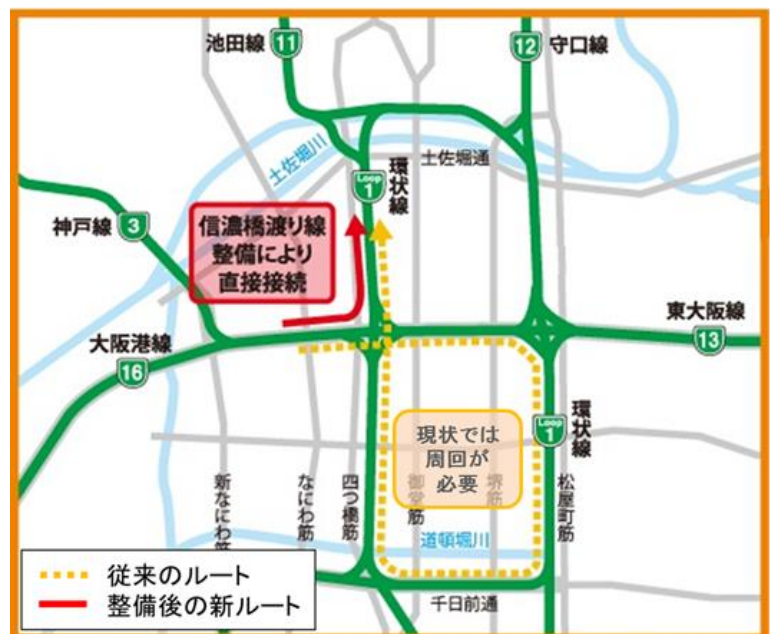 池田線
11
12
守口線
土佐堀川
環状線
Loop
1
土佐堀通
神戸線
3
信濃橋渡り線
整備により
直接接続
大阪港線
16
東大阪線
13
現状では
周回が
必要
Loop
1
環状線
新なにわ筋
なにわ筋
四つ橋筋
御堂筋
堺筋
松屋町筋
道頓堀川
千日前通
従来のルート
整備後の新ルート